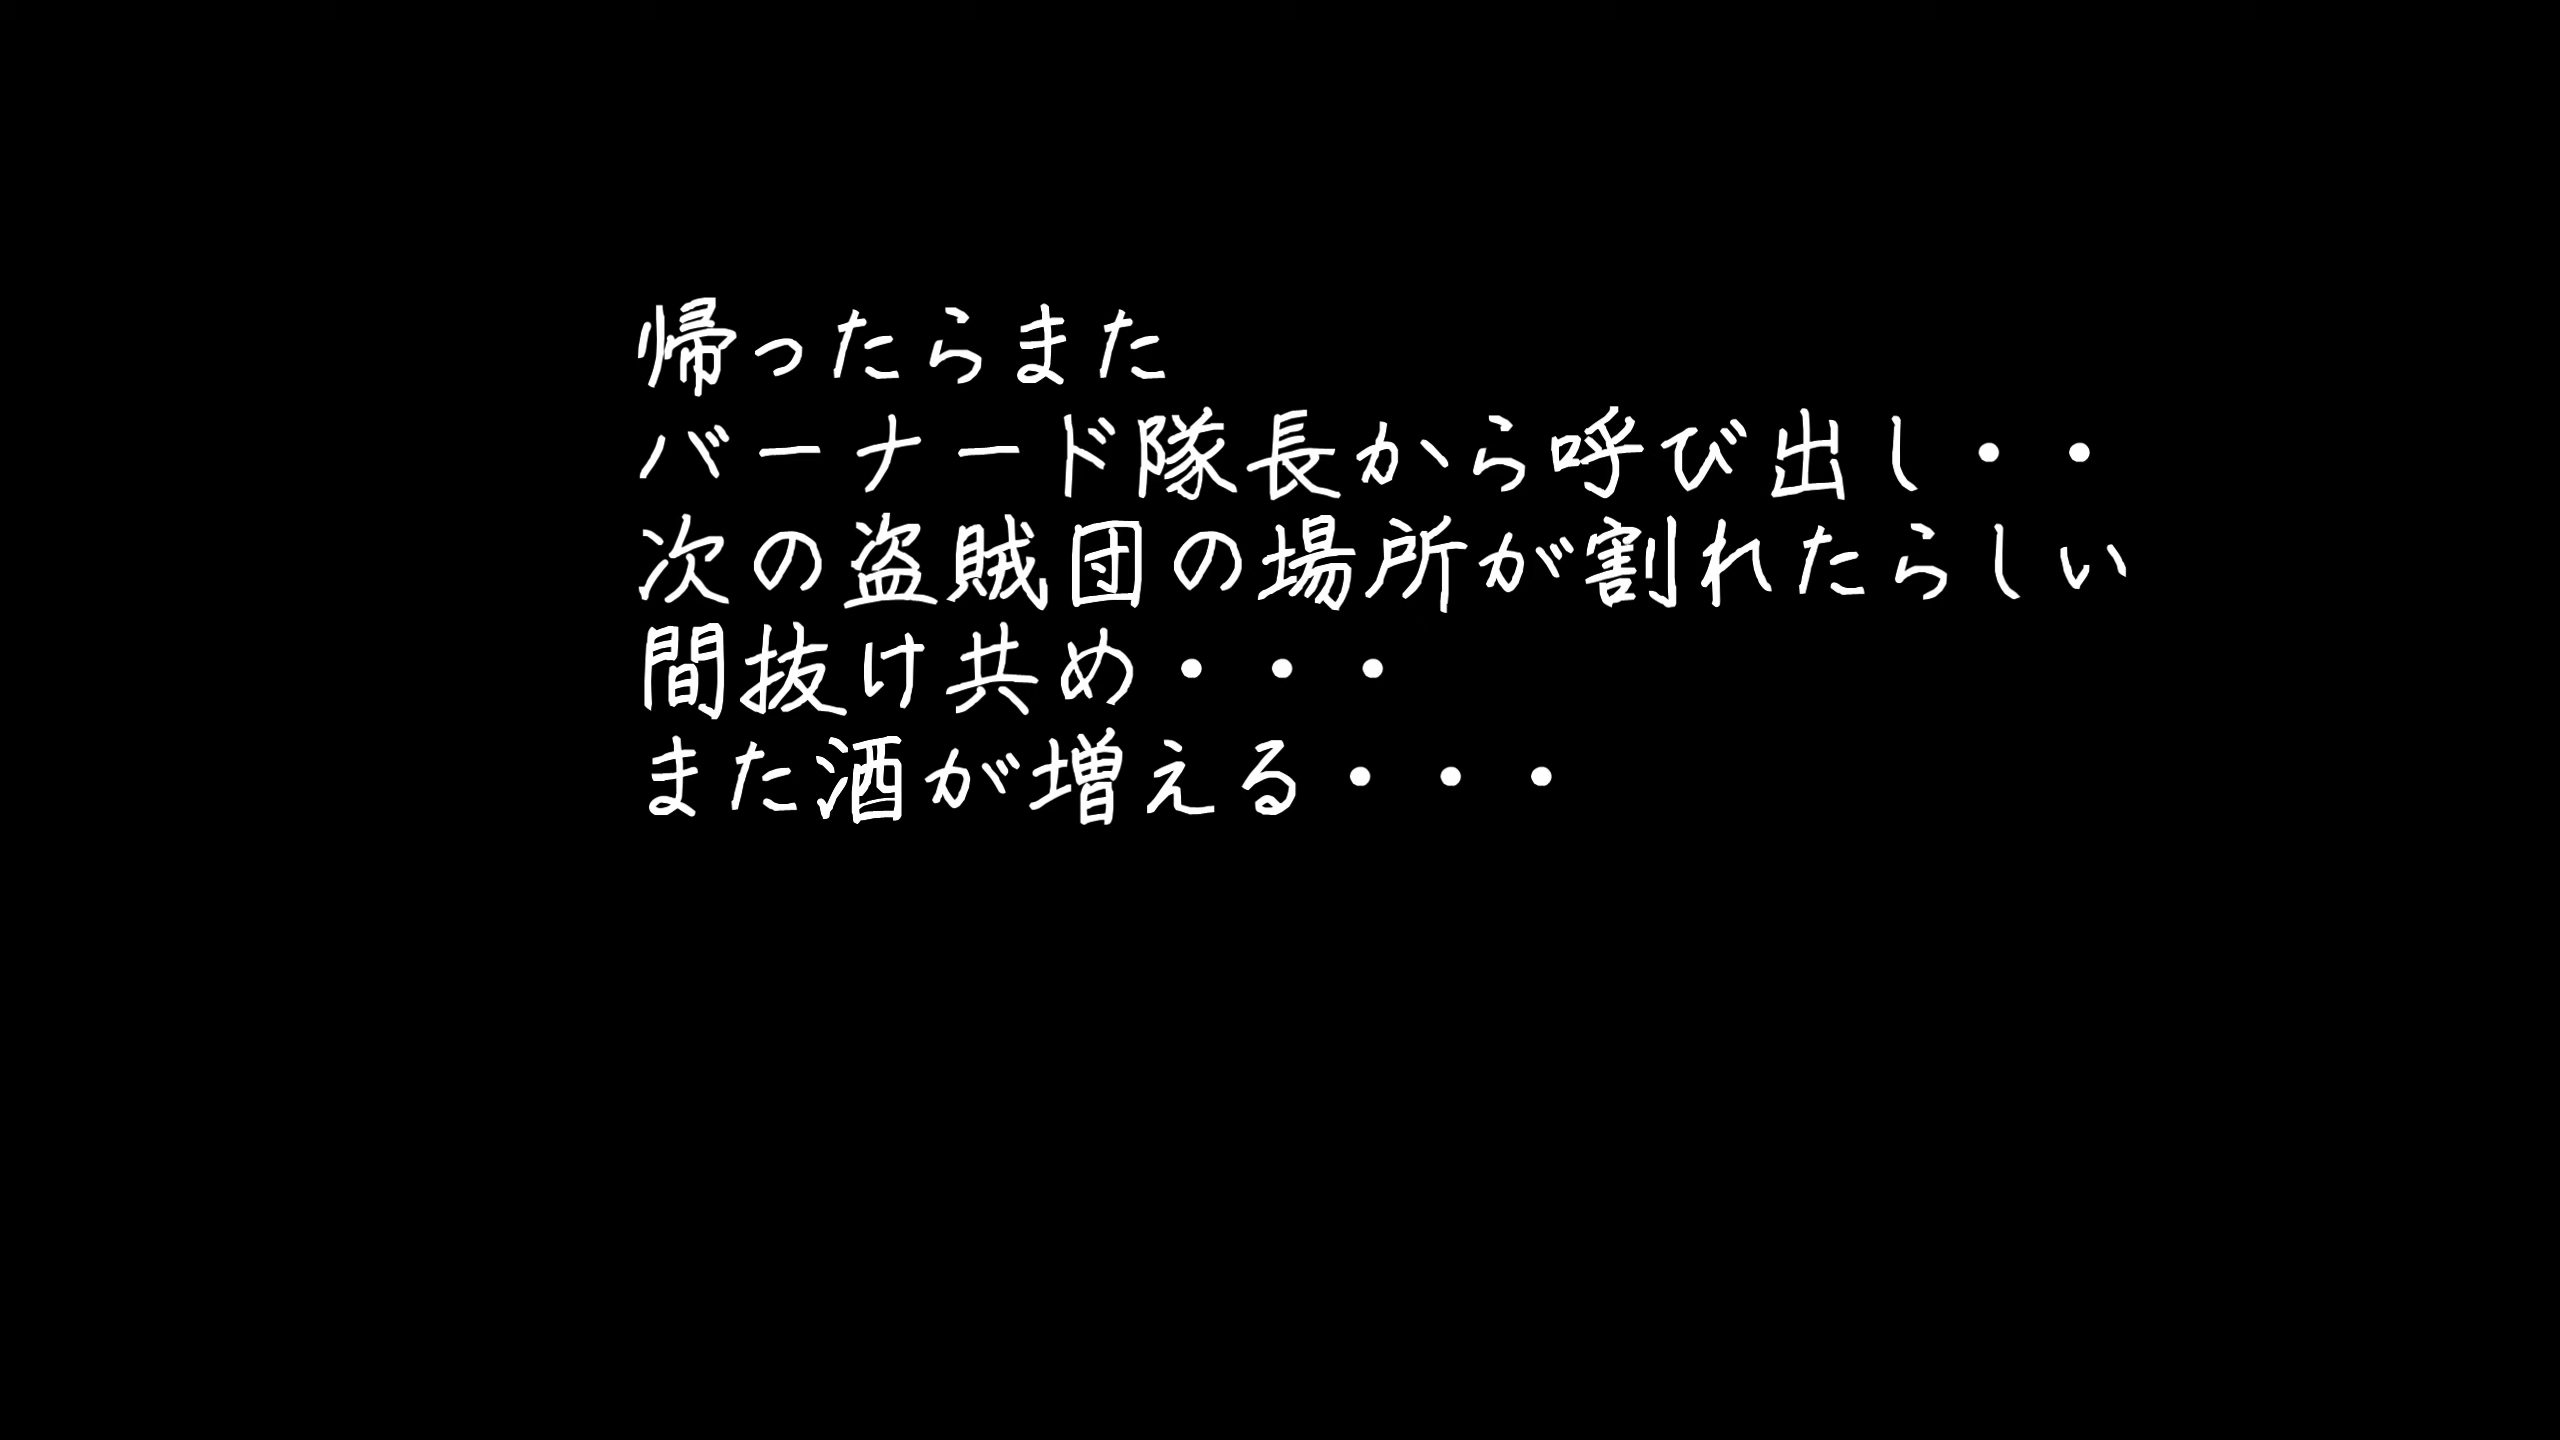 帰ったらまた
バーナード隊長から呼び出し・・
次の盗賊団の場所が割れたらしい
間抜け共め・・・
また酒が増える・・・